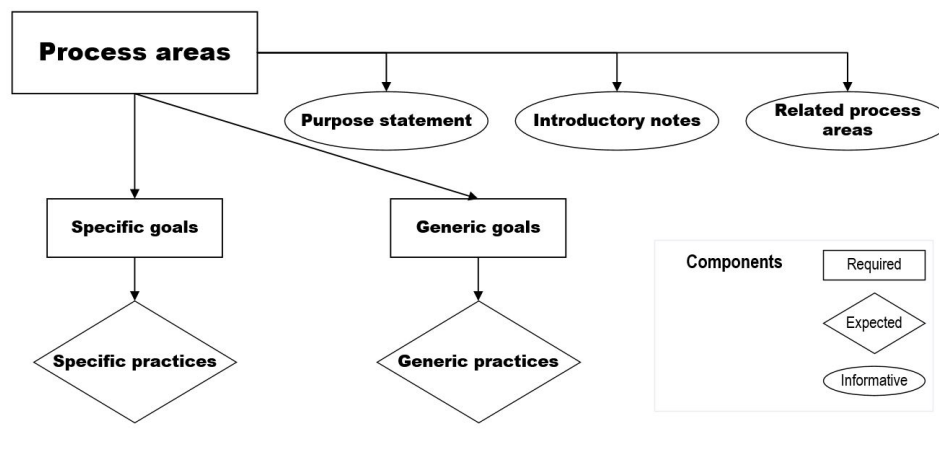 Process areas
Purpose statement
Introductory notes
Related process
areas
Specific goals
Generic goals
Components
Required
Expected
Informative
Specific practices
Generic practices